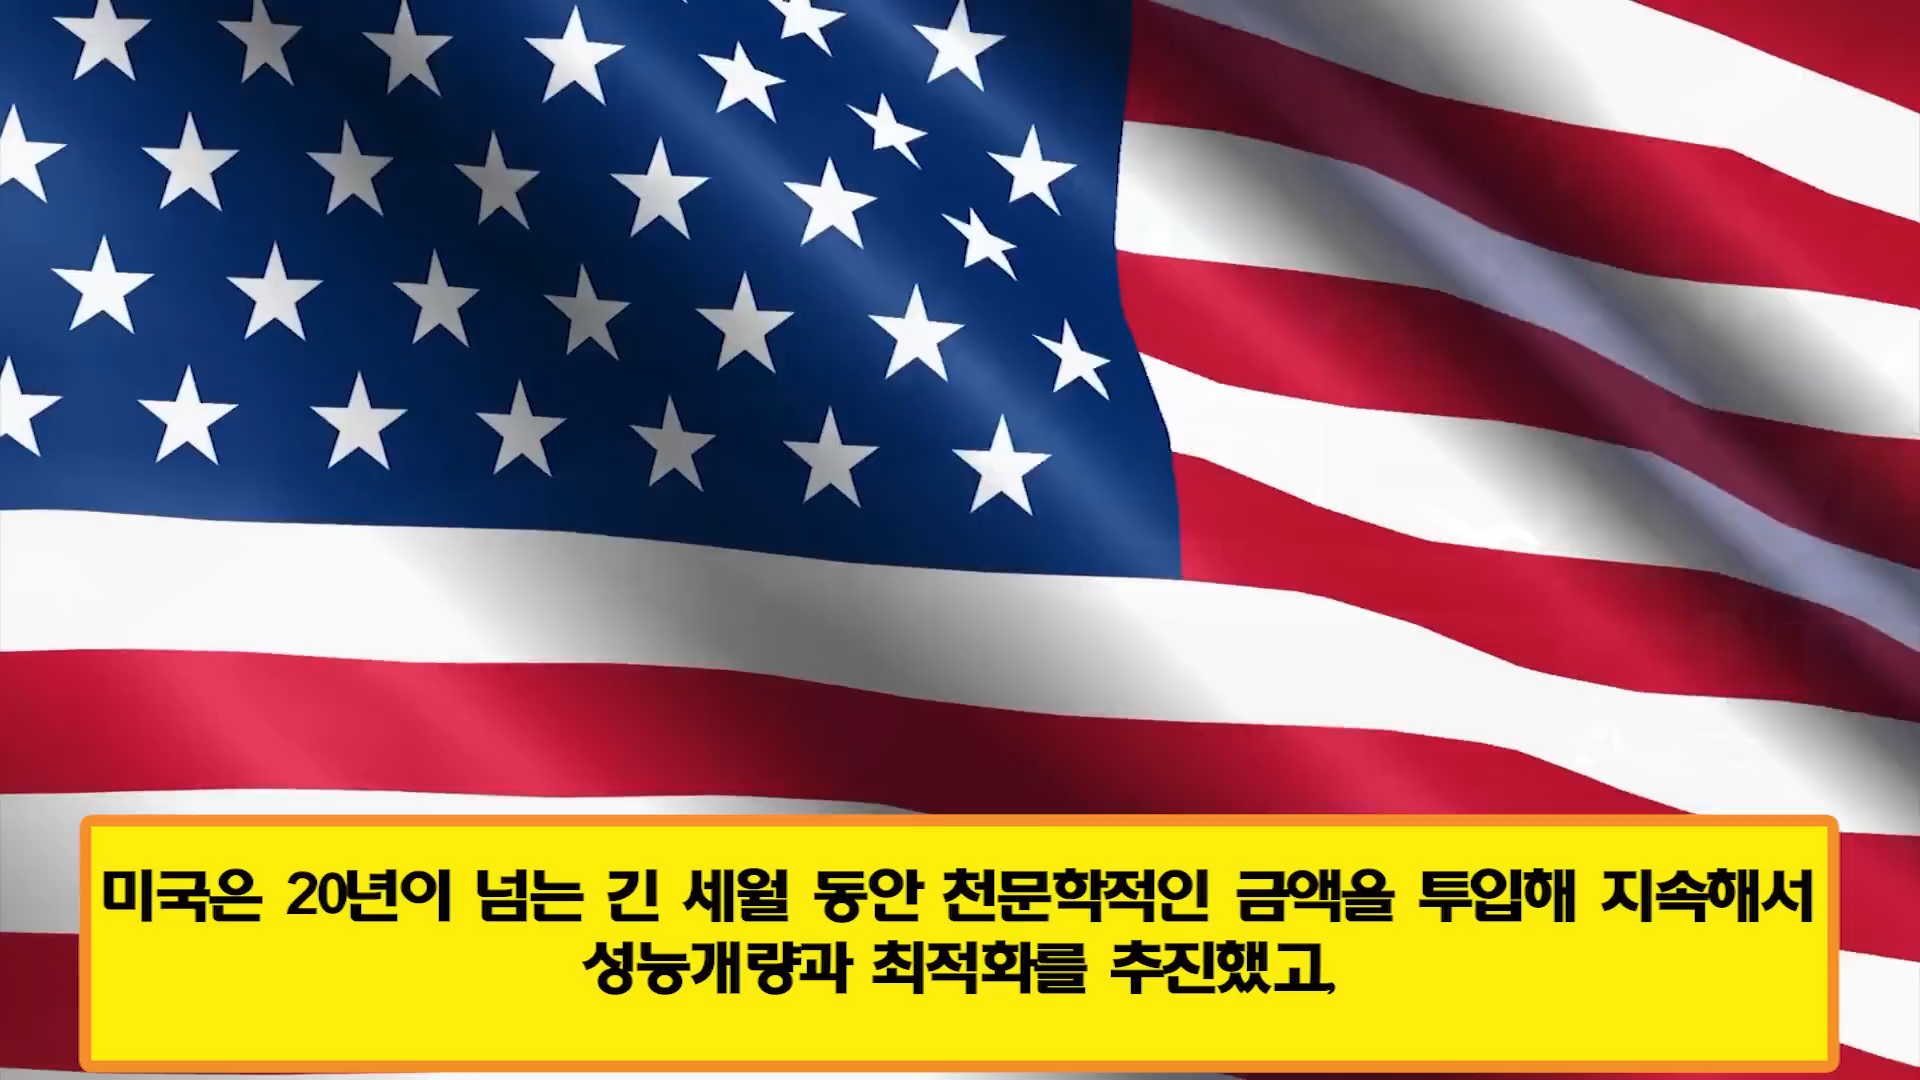 미국은 20년이 넘는 긴 세월 동안 천문학적인 금액을 투입해 지속해서
성능개량과 최적화를 추진했고,